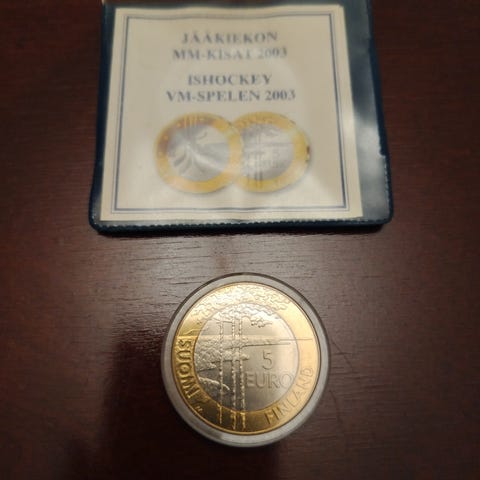 JÄÄKIEKON
MM-KISAT 2003
ISHOCKEY
VM-SPELEN 2003
5
EURO
SUOMI
FINLAND